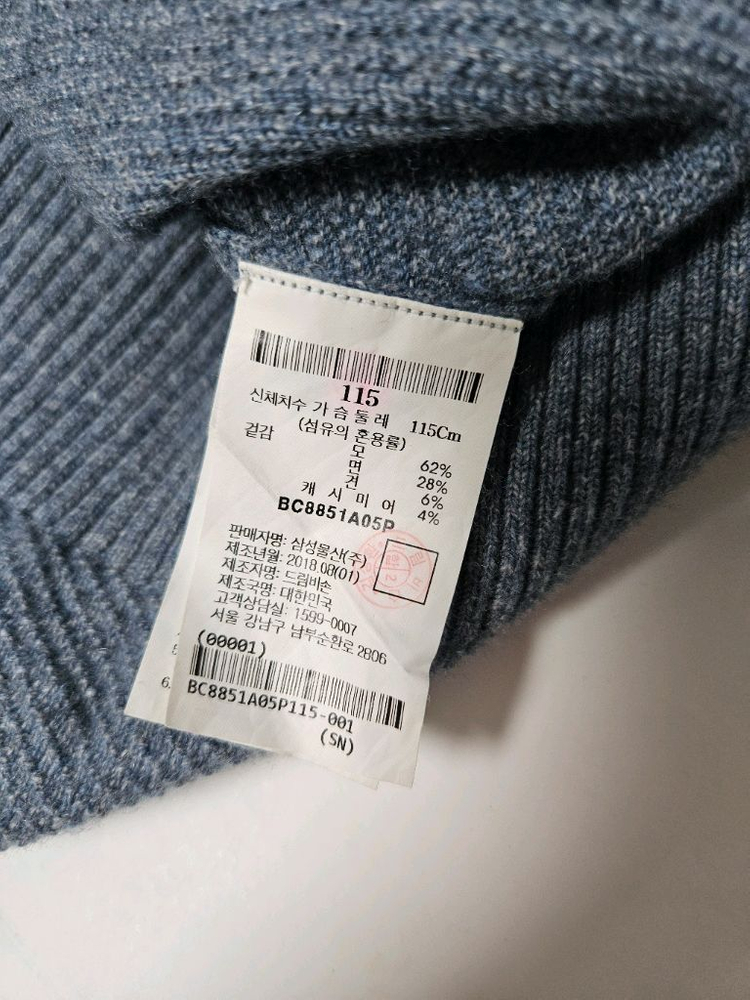 115
신체치수 가슴둘레 115Cm
(섬유의 혼용률)
겉감
모 62%
면 28%
견 6%
캐시미어 4%
BC8851A05P
판매자명: 삼성물산(주)
제조년월: 2018.08(01)
제조자명: 드림비손
제조국명: 대한민국
고객상담실: 1599-0007
서울 강남구 남부순환로 2806
(00001)
6.
BC8851A05P115-001
(SN)